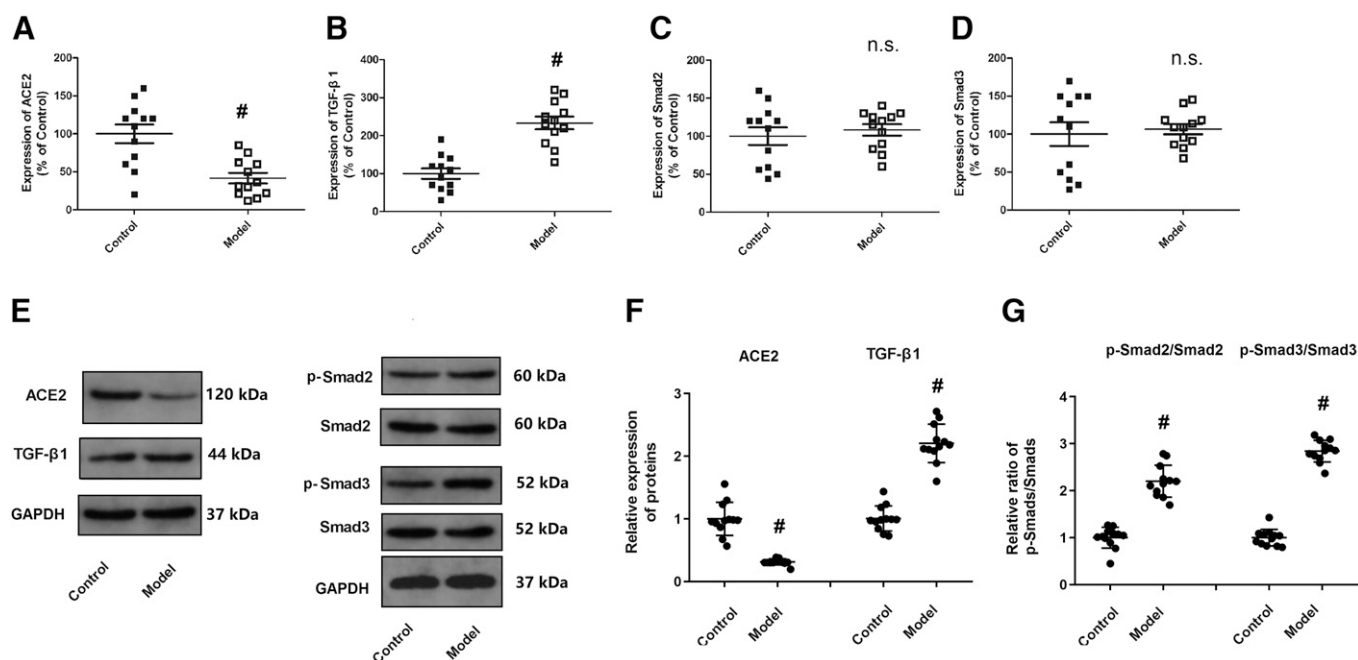 A
B
C
D
Expression of ACE2
(% of Control)
200
150
100
50
0
#
Control
Model
Expression of TGF-β 1
(% of Control)
400
300
200
100
0
#
Control
Model
Expression of Smad2
(% of Control)
200
150
100
50
0
n.s.
Control
Model
Expression of Smad3
(% of Control)
200
150
100
50
0
n.s.
Control
Model
E
ACE2
120 kDa
TGF-β1
44 kDa
GAPDH
37 kDa
Control
Model
p-Smad2
60 kDa
Smad2
60 kDa
p-Smad3
52 kDa
Smad3
52 kDa
GAPDH
37 kDa
Control
Model
F
ACE2
TGF-β1
Relative expression
of proteins
3
2
1
0
#
#
Control
Model
Control
Model
G
p-Smad2/Smad2
p-Smad3/Smad3
Relative ratio of
p-Smads/Smads
4
3
2
1
0
#
#
Control
Model
Control
Model